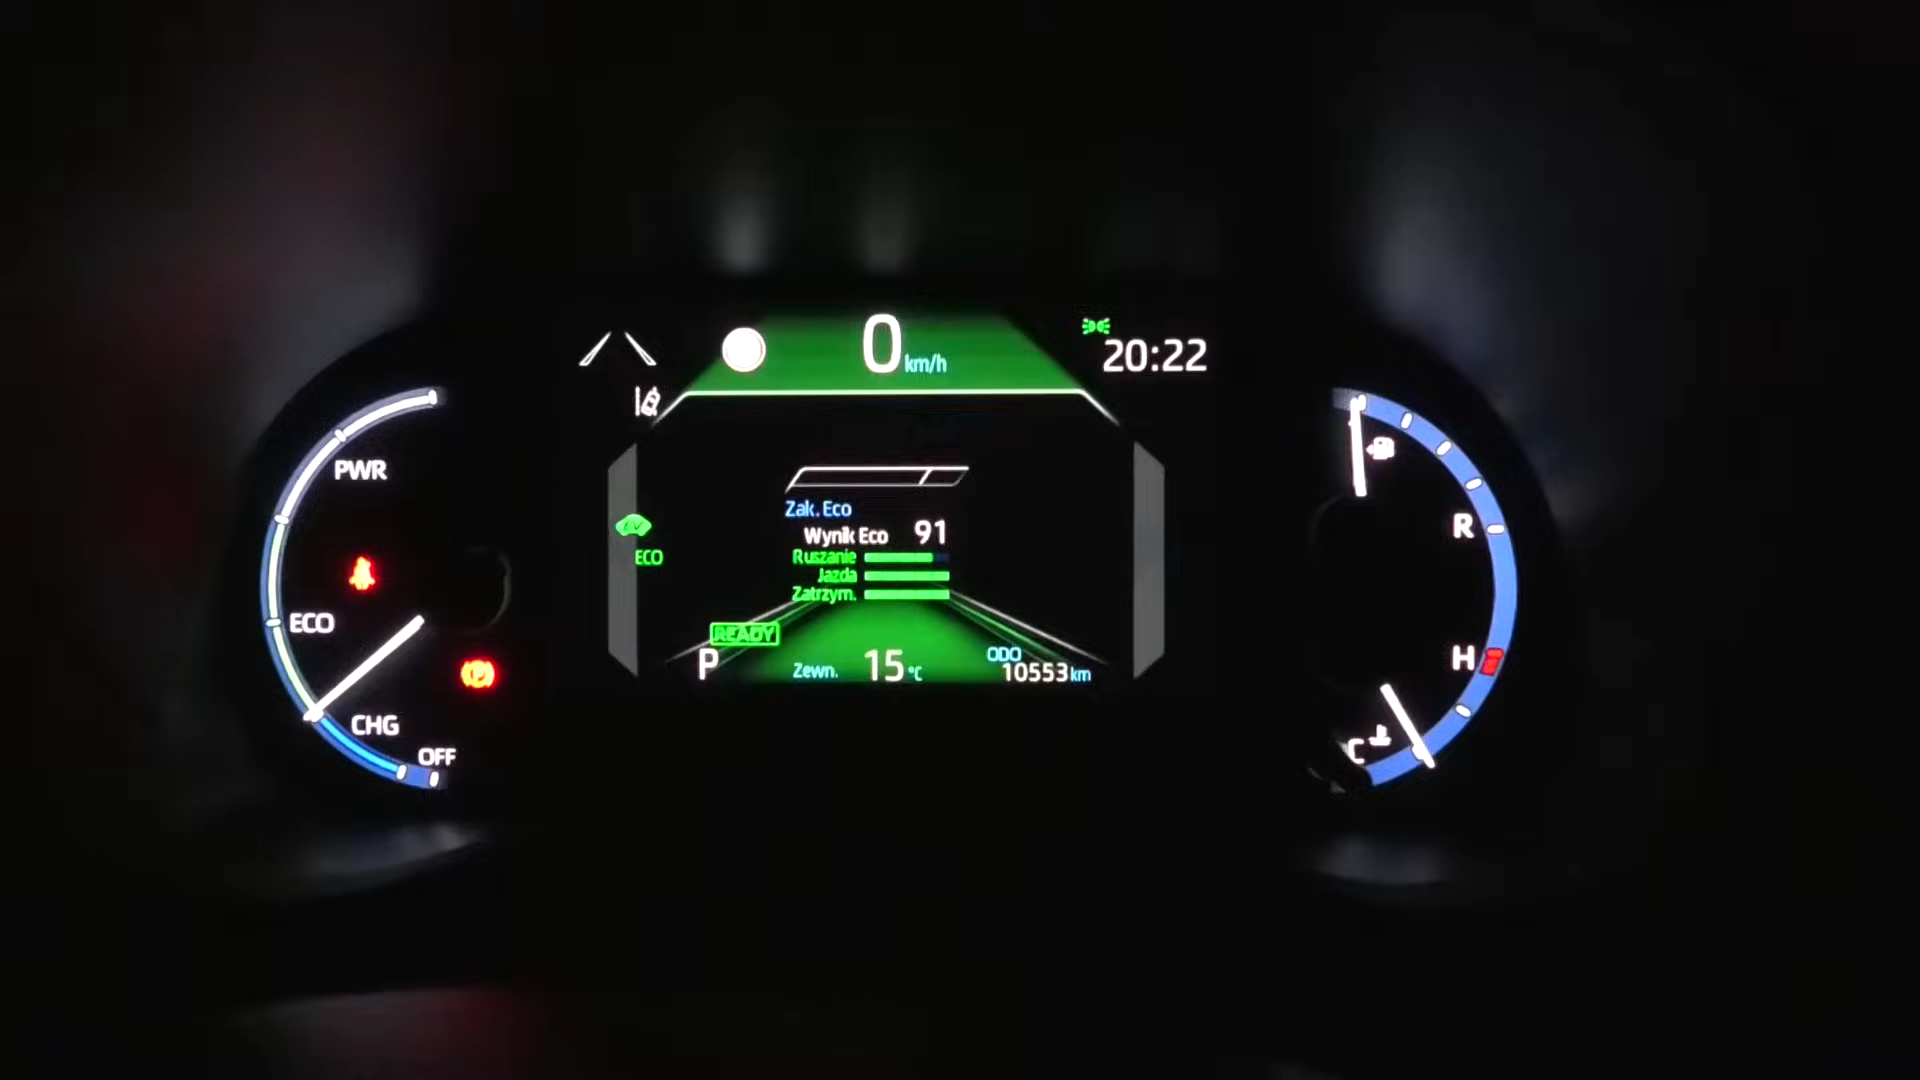 0 km/h
20:22
PWR
ECO
CHG
OFF
Zak. Eco
Wynik Eco 91
Ruszanie
Jazda
Zatrzym.
EV
ECO
READY
P
Zewn. 15 °C
ODO
10553 km
R
H
C